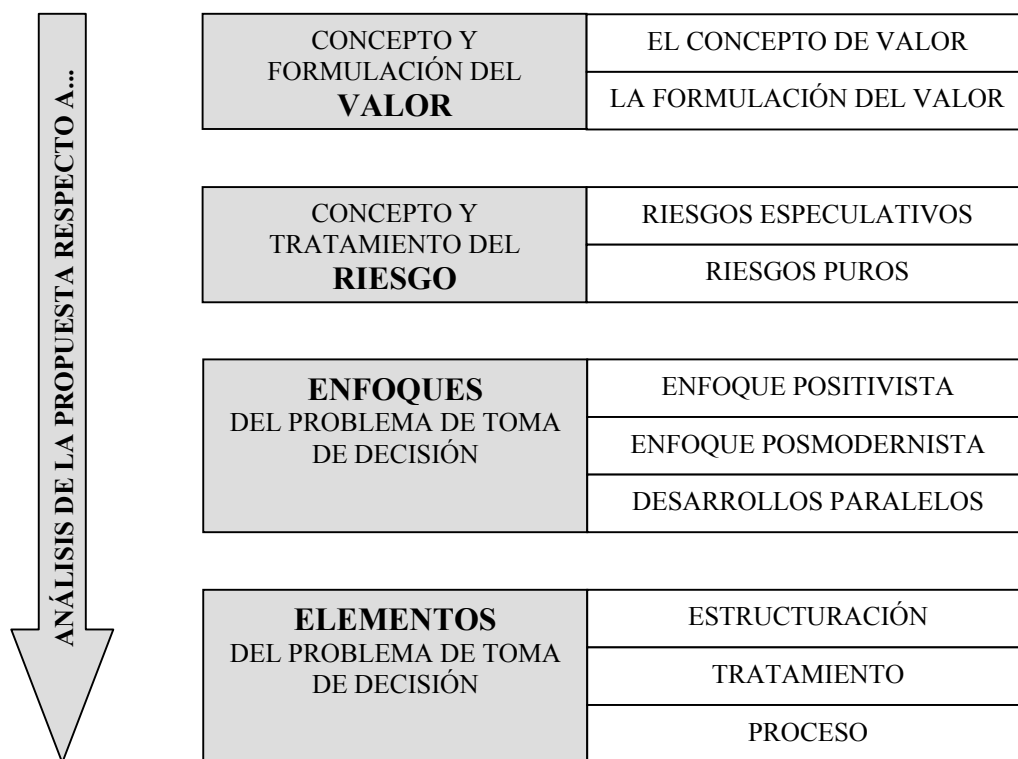 ANÁLISIS DE LA PROPUESTA RESPECTO A...
CONCEPTO Y
FORMULACIÓN DEL
VALOR
EL CONCEPTO DE VALOR
LA FORMULACIÓN DEL VALOR
CONCEPTO Y
TRATAMIENTO DEL
RIESGO
RIESGOS ESPECULATIVOS
RIESGOS PUROS
ENFOQUES
DEL PROBLEMA DE TOMA
DE DECISIÓN
ENFOQUE POSITIVISTA
ENFOQUE POSMODERNISTA
DESARROLLOS PARALELOS
ELEMENTOS
DEL PROBLEMA DE TOMA
DE DECISIÓN
ESTRUCTURACIÓN
TRATAMIENTO
PROCESO